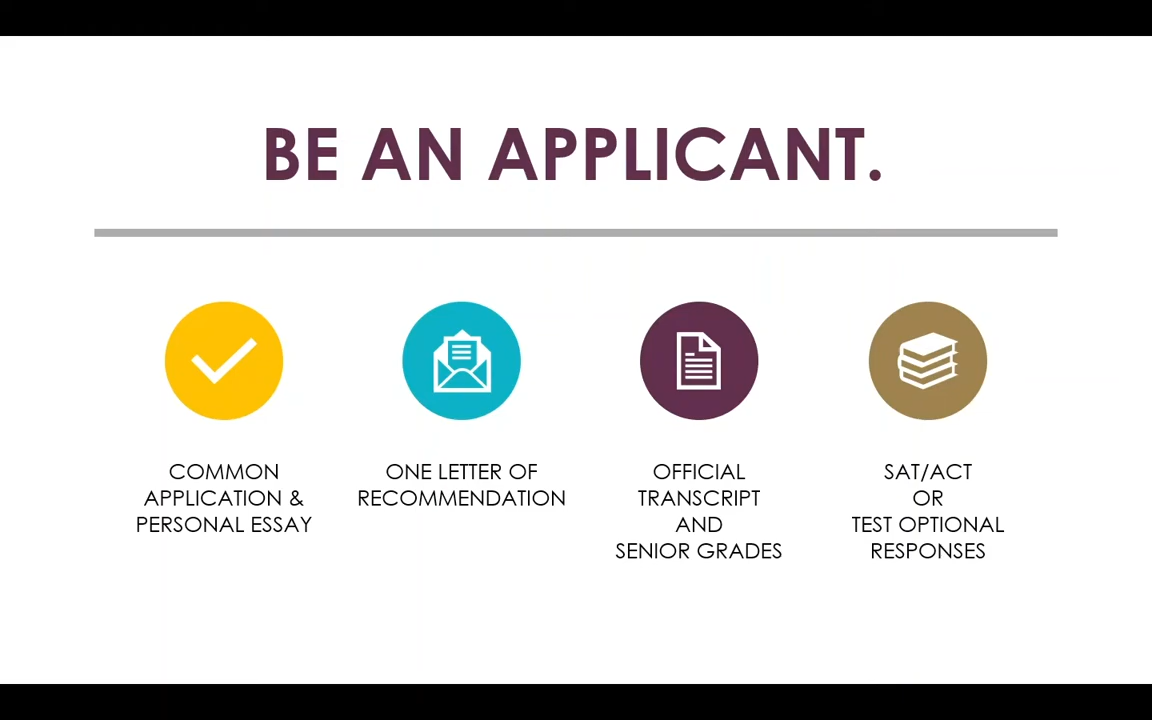 BE AN APPLICANT.
COMMON
APPLICATION &
PERSONAL ESSAY
ONE LETTER OF
RECOMMENDATION
OFFICIAL
TRANSCRIPT
AND
SENIOR GRADES
SAT/ACT
OR
TEST OPTIONAL
RESPONSES